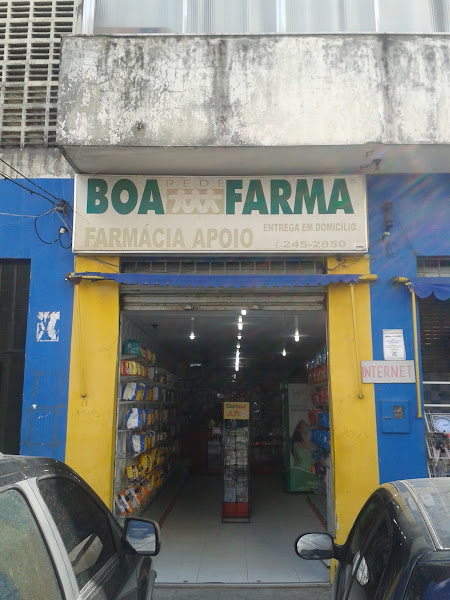 REDE
BOA FARMA
FARMÁCIA APOIO
ENTREGA EM DOMICÍLIO
245-2850
INTERNET